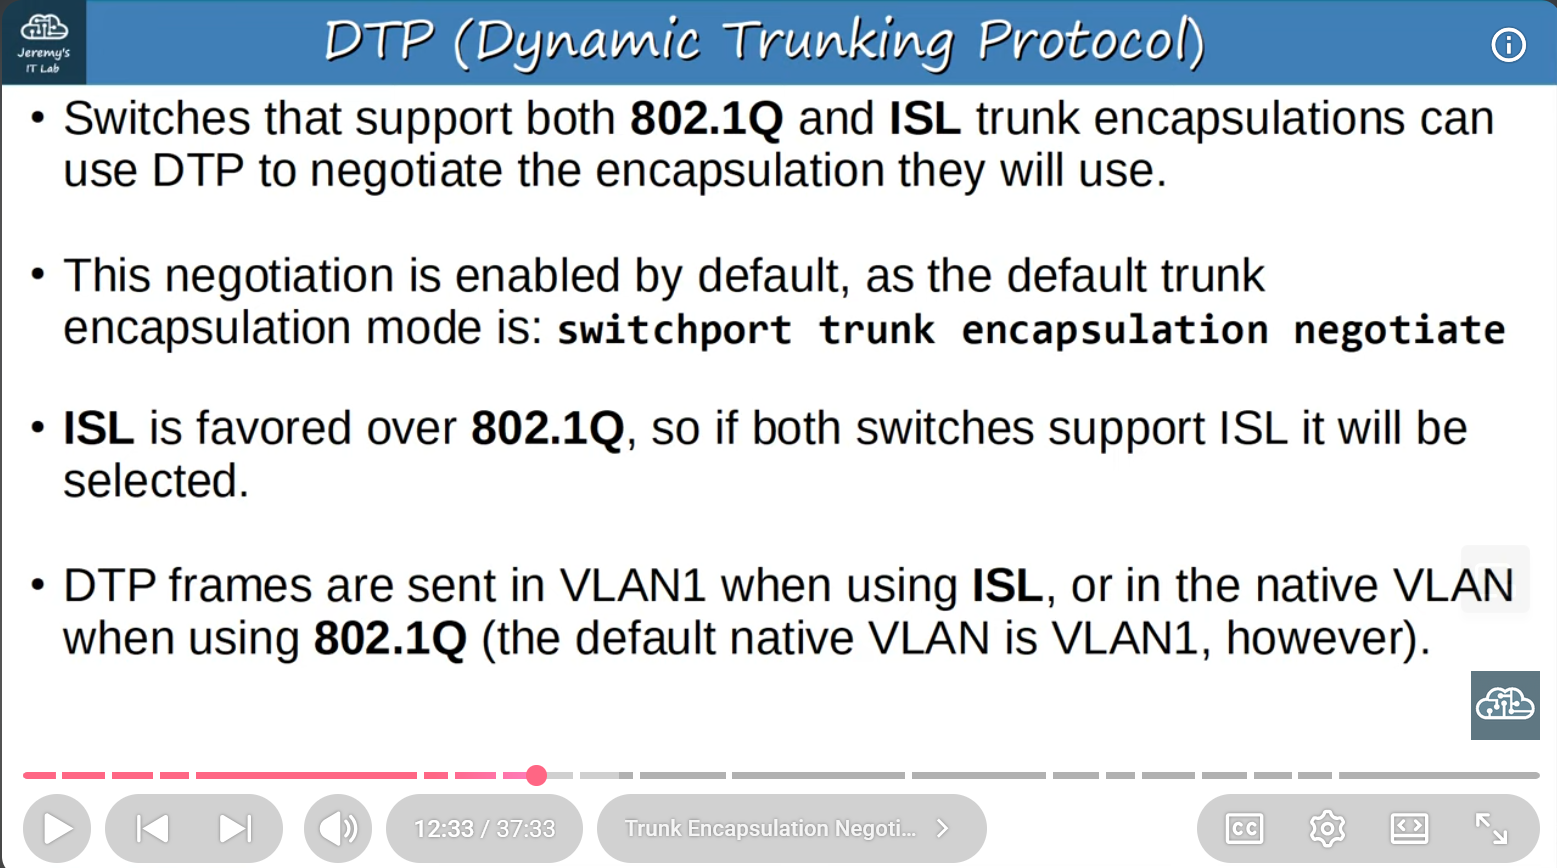 Jeremy's
IT Lab
DTP (Dynamic Trunking Protocol)
• Switches that support both 802.1Q and ISL trunk encapsulations can
use DTP to negotiate the encapsulation they will use.
• This negotiation is enabled by default, as the default trunk
encapsulation mode is: switchport trunk encapsulation negotiate
• ISL is favored over 802.1Q, so if both switches support ISL it will be
selected.
• DTP frames are sent in VLAN1 when using ISL, or in the native VLAN
when using 802.1Q (the default native VLAN is VLAN1, however).
12:33 / 37:33
Trunk Encapsulation Negoti...
CC